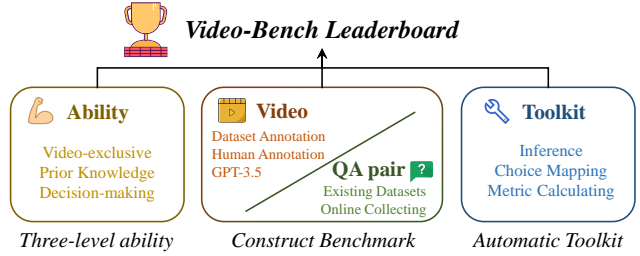 Video-Bench Leaderboard
Ability
Video-exclusive
Prior Knowledge
Decision-making
Three-level ability
Video
Dataset Annotation
Human Annotation
GPT-3.5
QA pair
?
Existing Datasets
Online Collecting
Construct Benchmark
Toolkit
Inference
Choice Mapping
Metric Calculating
Automatic Toolkit